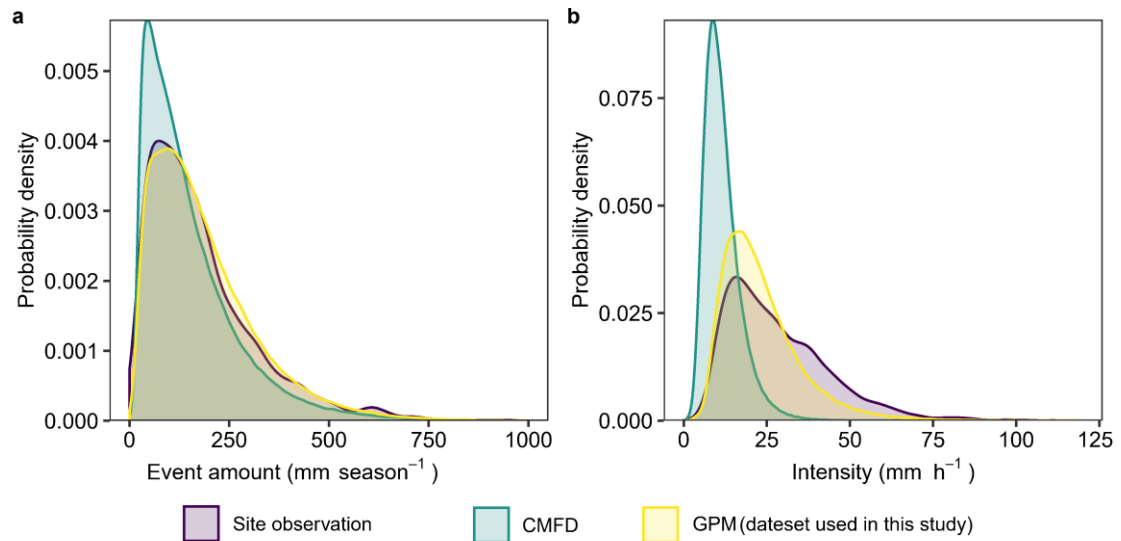 a
Probability density
0.005
0.004
0.003
0.002
0.001
0.000
0 250 500 750 1000
Event amount (mm season⁻¹ )
b
Probability density
0.075
0.050
0.025
0.000
0 25 50 75 100 125
Intensity (mm h⁻¹ )
Site observation CMFD GPM (dateset used in this study)